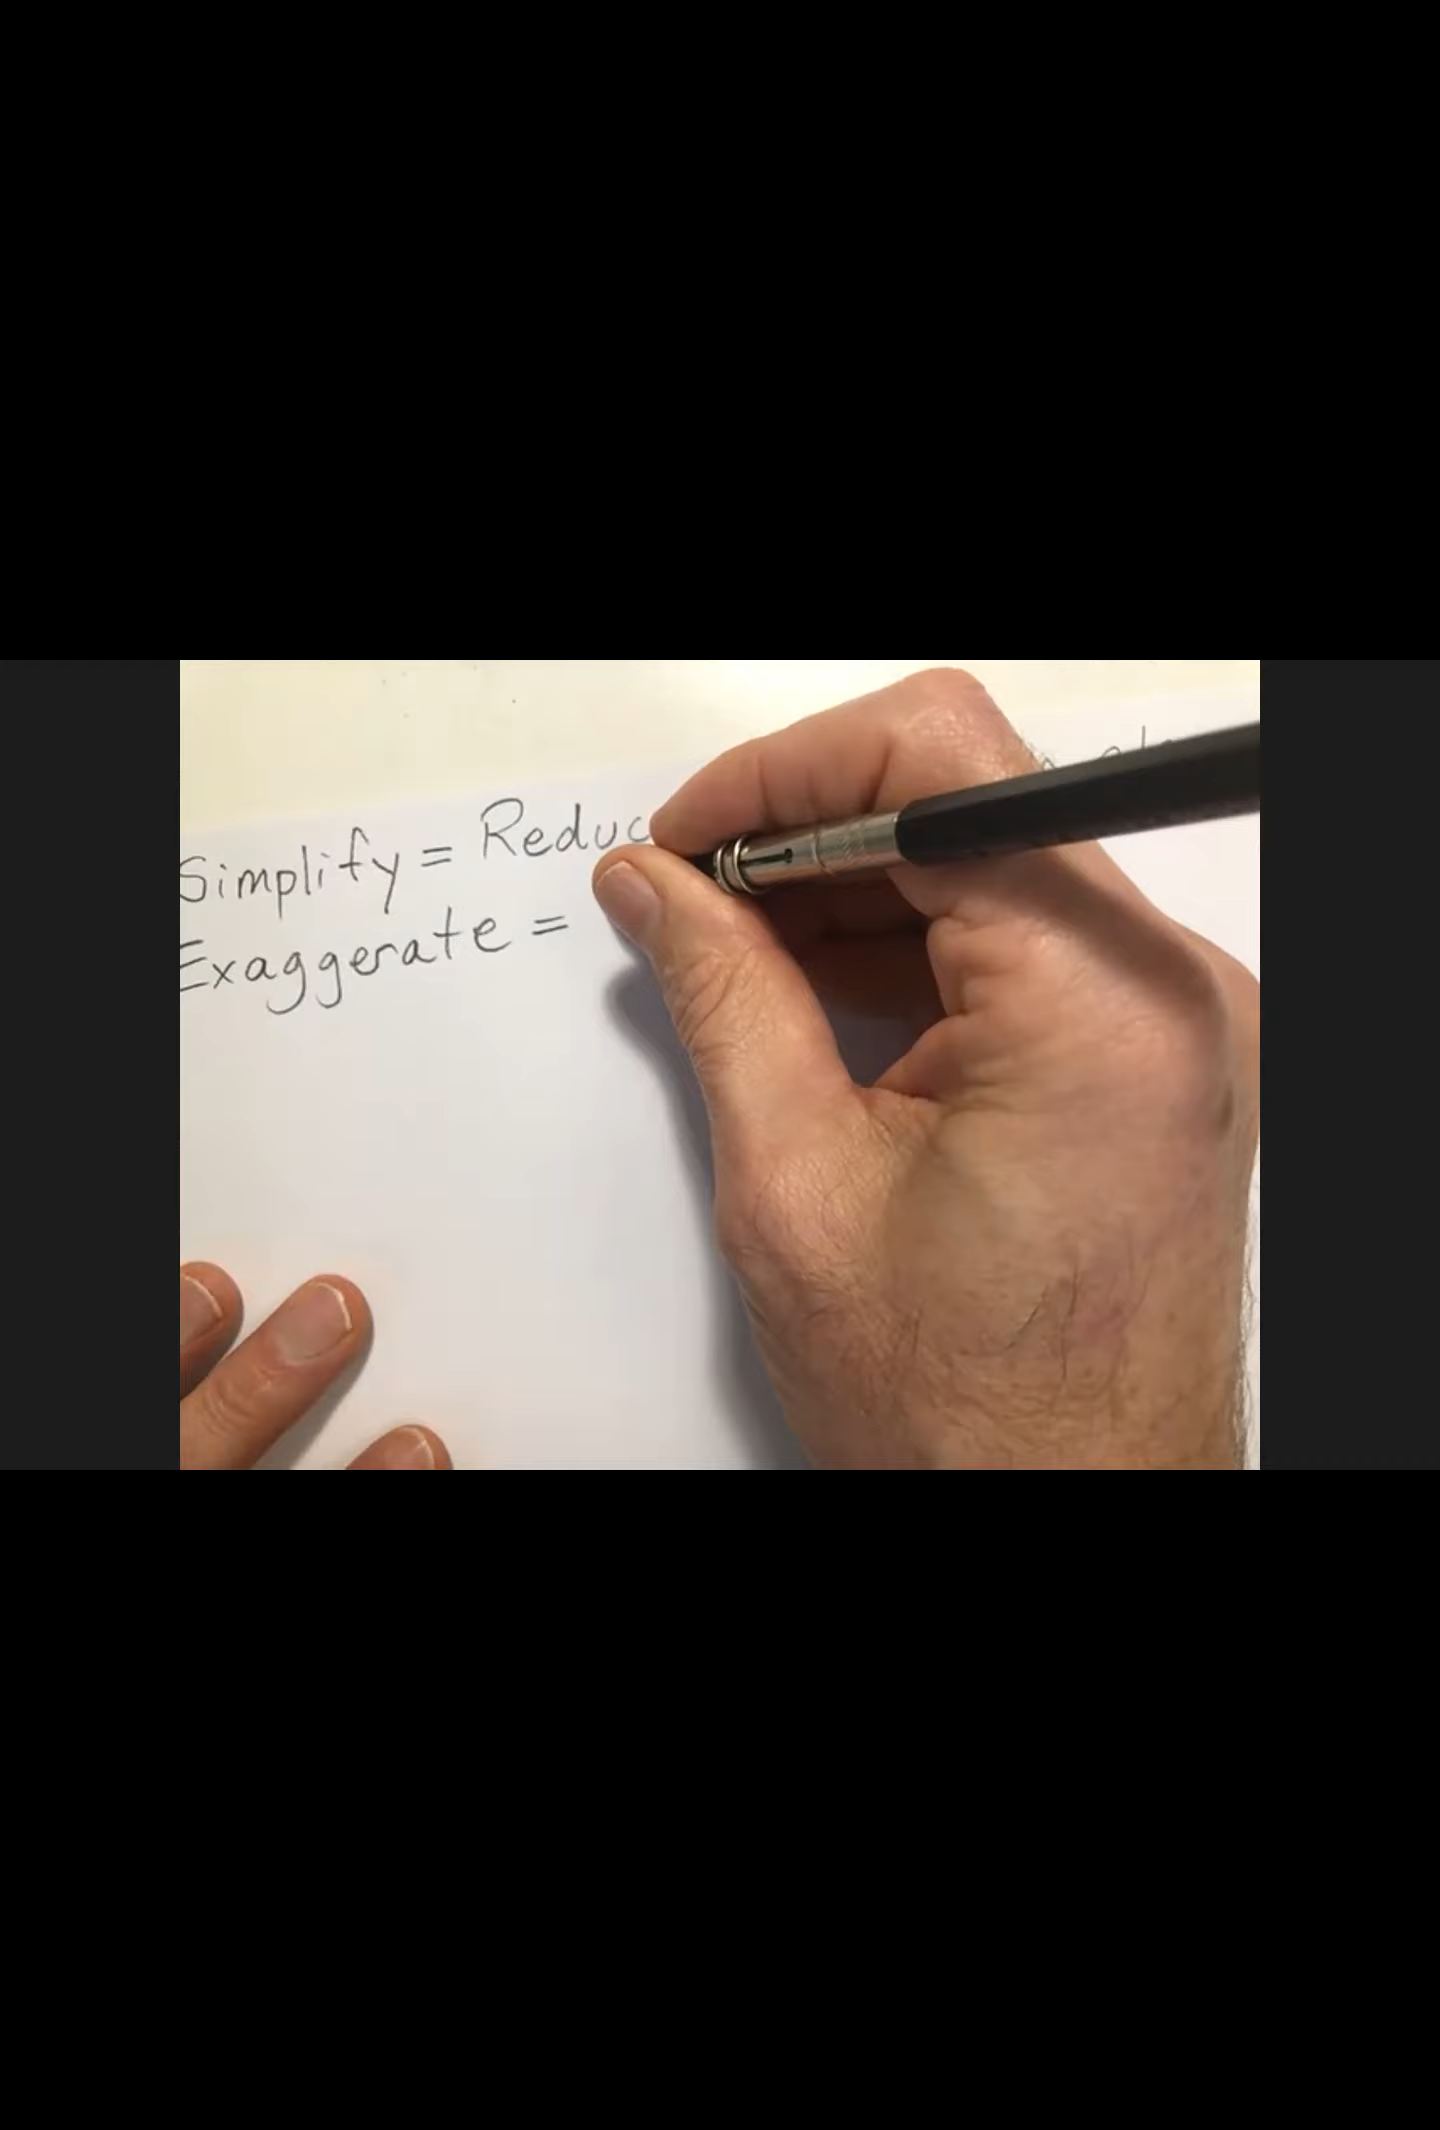 Simplify = Reduc
Exaggerate =